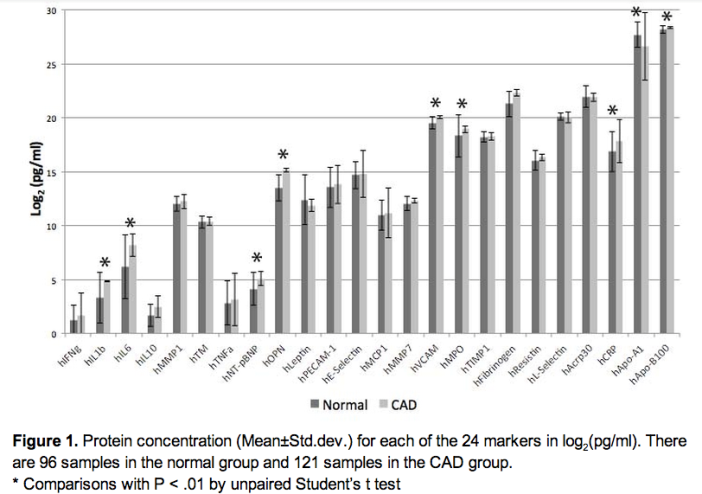 30
25
20
15
10
5
0
Log2 (pg/ml)
* * * * * * * * * *
hIFNg
hIL1b
hIL6
hIL10
hMMP1
hTM
hTNFa
hNT-pBNP
hOPN
hLeptin
hPECAM-1
hE-Selectin
hMCP1
hMMP7
hVCAM
hMPO
hTIMP1
hFibrinogen
hResistin
hL-Selectin
hAcrp30
hCRP
hApo-A1
hApo-B100
Normal CAD
Figure 1. Protein concentration (Mean±Std.dev.) for each of the 24 markers in log2(pg/ml). There
are 96 samples in the normal group and 121 samples in the CAD group.
* Comparisons with P < .01 by unpaired Student's t test